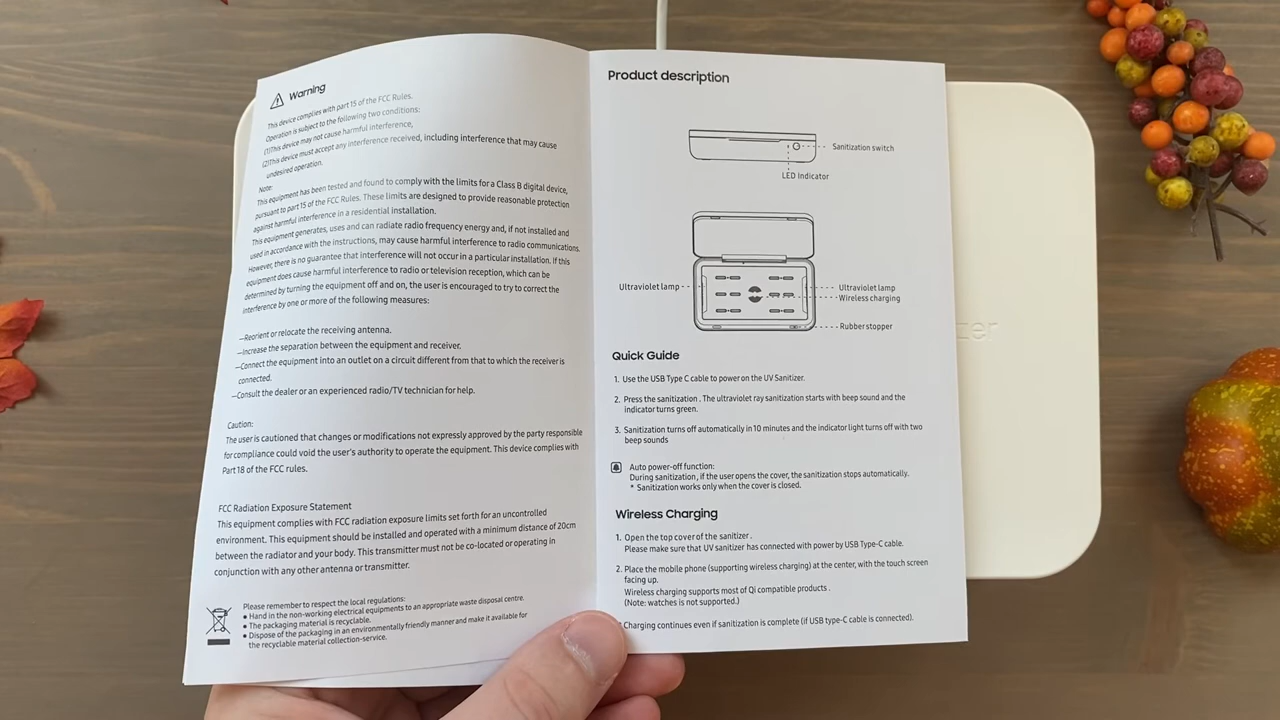 Warning
This device complies with part 15 of the FCC Rules.
Operation is subject to the following two conditions:
(1)This device may not cause harmful interference,
(2)This device must accept any interference received, including interference that may cause
undesired operation.
Note:
This equipment has been tested and found to comply with the limits for a Class B digital device,
pursuant to part 15 of the FCC Rules. These limits are designed to provide reasonable protection
against harmful interference in a residential installation.
This equipment generates, uses and can radiate radio frequency energy and, if not installed and
used in accordance with the instructions, may cause harmful interference to radio communications.
However, there is no guarantee that interference will not occur in a particular installation. If this
equipment does cause harmful interference to radio or television reception, which can be
determined by turning the equipment off and on, the user is encouraged to try to correct the
interference by one or more of the following measures:
—Reorient or relocate the receiving antenna.
—Increase the separation between the equipment and receiver.
—Connect the equipment into an outlet on a circuit different from that to which the receiver is
connected.
—Consult the dealer or an experienced radio/TV technician for help.
Caution:
The user is cautioned that changes or modifications not expressly approved by the party responsible
for compliance could void the user's authority to operate the equipment. This device complies with
Part 18 of the FCC rules.
FCC Radiation Exposure Statement
This equipment complies with FCC radiation exposure limits set forth for an uncontrolled
environment. This equipment should be installed and operated with a minimum distance of 20cm
between the radiator and your body. This transmitter must not be co-located or operating in
conjunction with any other antenna or transmitter.
Please remember to respect the local regulations:
● Hand in the non-working electrical equipments to an appropriate waste disposal centre.
● The packaging material is recyclable.
● Dispose of the packaging in an environmentally friendly manner and make it available for
the recyclable material collection-service.
Product description
Sanitization switch
LED Indicator
Ultraviolet lamp
Ultraviolet lamp
Wireless charging
Rubber stopper
Quick Guide
1. Use the USB Type C cable to power on the UV Sanitizer.
2. Press the sanitization . The ultraviolet ray sanitization starts with beep sound and the
indicator turns green.
3. Sanitization turns off automatically in 10 minutes and the indicator light turns off with two
beep sounds
Auto power-off function:
During sanitization, if the user opens the cover, the sanitization stops automatically.
* Sanitization works only when the cover is closed.
Wireless Charging
1. Open the top cover of the sanitizer .
Please make sure that UV sanitizer has connected with power by USB Type-C cable.
2. Place the mobile phone (supporting wireless charging) at the center, with the touch screen
facing up.
Wireless charging supports most of Qi compatible products .
(Note: watches is not supported.)
* Charging continues even if sanitization is complete (if USB type-C cable is connected).
zer